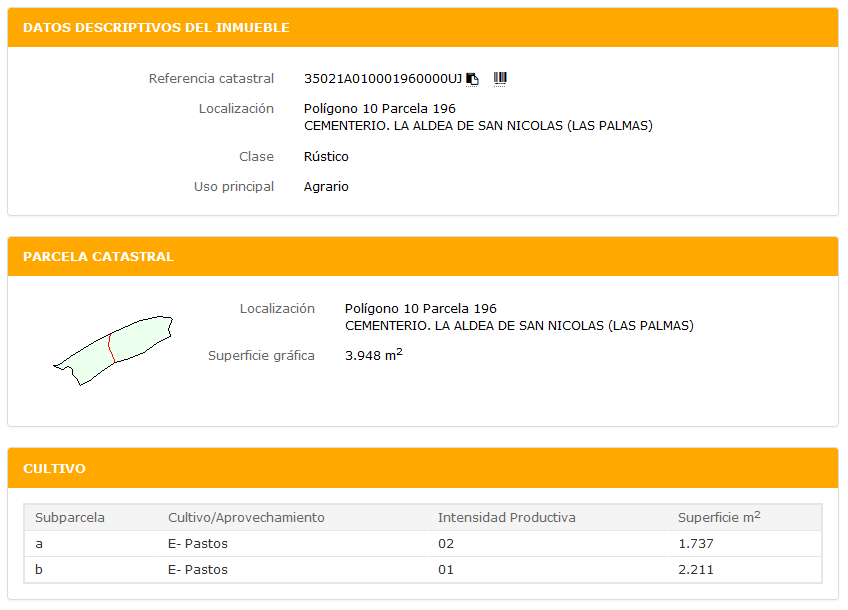 DATOS DESCRIPTIVOS DEL INMUEBLE
Referencia catastral 35021A010001960000UJ
Localización Polígono 10 Parcela 196
CEMENTERIO. LA ALDEA DE SAN NICOLAS (LAS PALMAS)
Clase Rústico
Uso principal Agrario
PARCELA CATASTRAL
Localización Polígono 10 Parcela 196
CEMENTERIO. LA ALDEA DE SAN NICOLAS (LAS PALMAS)
Superficie gráfica 3.948 m2
CULTIVO
Subparcela Cultivo/Aprovechamiento Intensidad Productiva Superficie m2
a E- Pastos 02 1.737
b E- Pastos 01 2.211